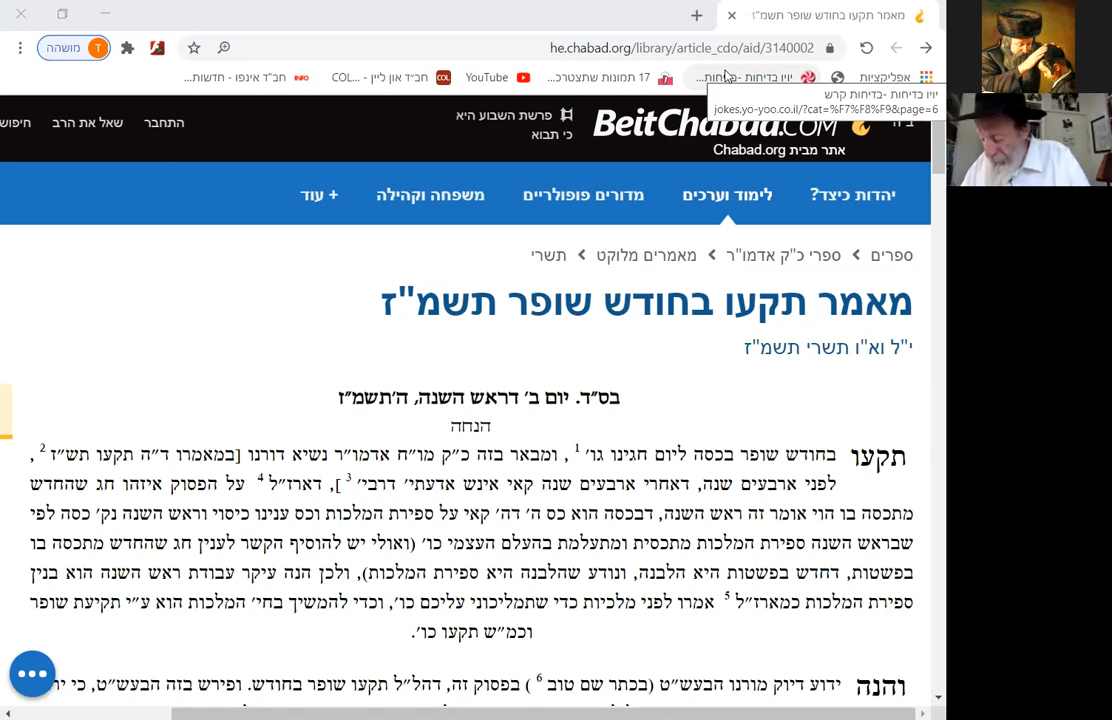 מאמר תקעו בחודש שופר תשמ"ז
he.chabad.org/library/article_cdo/aid/3140002
מושהה
T
אפליקציות
יויו בדיחות -בדיחות...
17 תמונות שתצטרכ...
YouTube
חב״ד און ליין - COL...
COL
חב"ד אינפו - חדשות...
יויו בדיחות -בדיחות קרש
jokes.yo-yoo.co.il/?cat=%F7%F8%F9&page=6
ב"ה
BeitChabad.COM
אתר מבית Chabad.org
פרשת השבוע היא
כי תבוא
התחבר
שאל את הרב
חיפוש
יהדות כיצד?
לימוד וערכים
מדורים פופולריים
משפחה וקהילה
+ עוד
ספרים > ספרי כ"ק אדמו"ר > מאמרים מלוקט > תשרי
מאמר תקעו בחודש שופר תשמ"ז
י"ל וא"ו תשרי תשמ"ז
בס״ד. יום ב׳ דראש השנה, ה׳תשמ״ז
הנחה
תקעו בחודש שופר בכסה ליום חגינו גו׳ 1 , ומבאר בזה כ״ק מו״ח אדמו״ר נשיא דורנו [במאמרו ד״ה תקעו תש״ז 2 ,
לפני ארבעים שנה, דאחרי ארבעים שנה קאי אינש אדעתי׳ דרבי׳ 3 ], דארז״ל 4 על הפסוק איזהו חג שהחדש
מתכסה בו הוי אומר זה ראש השנה, דבכסה הוא כס ה׳ דה׳ קאי על ספירת המלכות וכס ענינו כיסוי וראש השנה נק׳ כסה לפי
שבראש השנה ספירת המלכות מתכסית ומתעלמת בהעלם העצמי כו׳ (ואולי יש להוסיף הקשר לענין חג שהחדש מתכסה בו
בפשטות, דחדש בפשטות היא הלבנה, ונודע שהלבנה היא ספירת המלכות), ולכן הנה עיקר עבודת ראש השנה הוא בנין
ספירת המלכות כמארז״ל 5 אמרו לפני מלכיות כדי שתמליכוני עליכם כו׳, וכדי להמשיך בחי׳ המלכות הוא ע״י תקיעת שופר
וכמ״ש תקעו כו׳.
והנה ידוע דיוק מורנו הבעש״ט (בכתר שם טוב 6 ) בפסוק זה, דהל״ל תקעו שופר בחודש. ופירש בזה הבעש״ט, כי